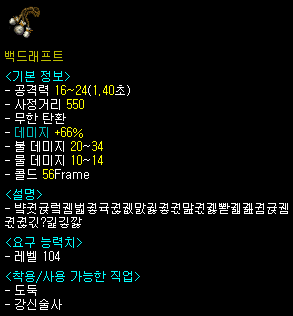 백드래프트
<기본 정보>
- 공격력 16~24(1.40초)
- 사정거리 550
- 무한 탄환
- 데미지 +66%
- 불 데미지 20~34
- 물 데미지 10~14
- 콜드 56Frame
<설명>
<요구 능력치>
- 레벨 104
<착용/사용 가능한 직업>
- 도둑
- 강신술사